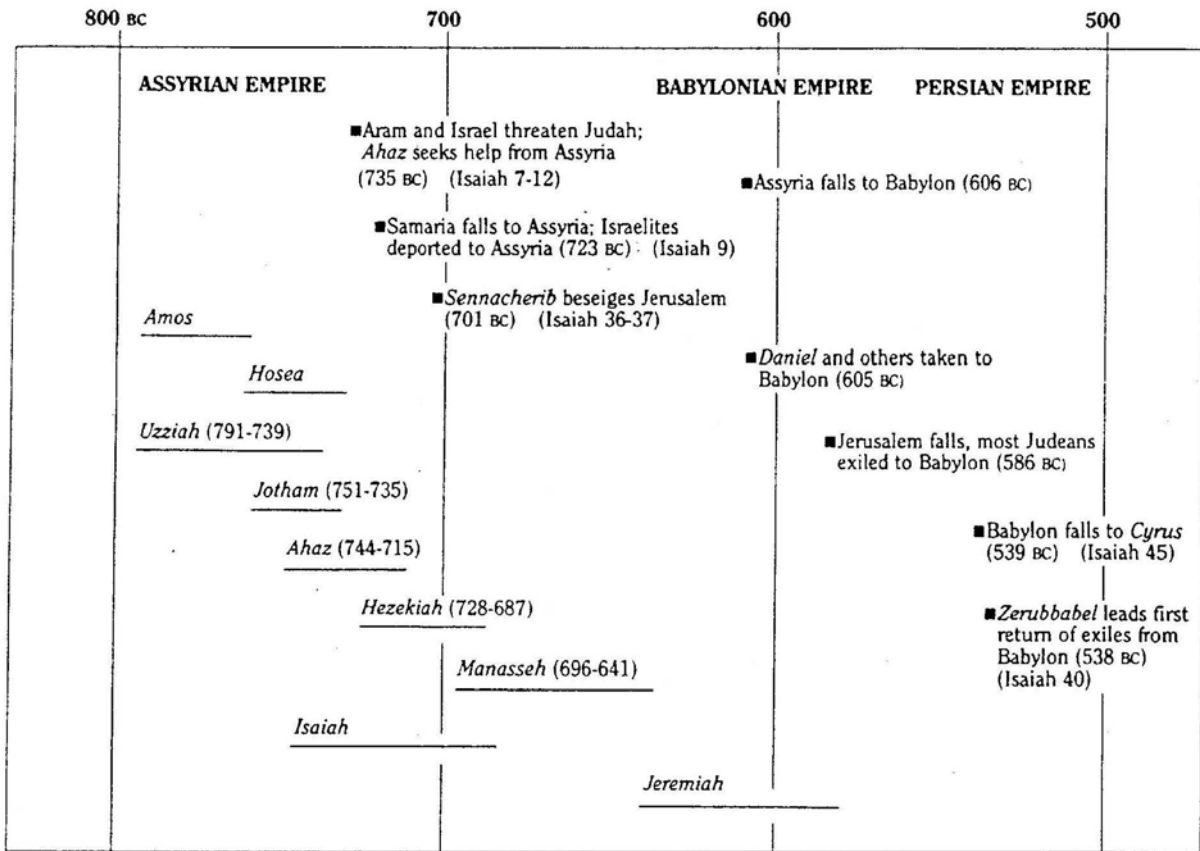 800 BC 700 600 500
ASSYRIAN EMPIRE BABYLONIAN EMPIRE PERSIAN EMPIRE
■Aram and Israel threaten Judah;
Ahaz seeks help from Assyria
(735 BC) (Isaiah 7-12)
■Assyria falls to Babylon (606 BC)
■Samaria falls to Assyria; Israelites
deported to Assyria (723 BC) (Isaiah 9)
■Sennacherib beseiges Jerusalem
(701 BC) (Isaiah 36-37)
Amos
■Daniel and others taken to
Babylon (605 BC)
Hosea
Uzziah (791-739)
■Jerusalem falls, most Judeans
exiled to Babylon (586 BC)
Jotham (751-735)
■Babylon falls to Cyrus
(539 BC) (Isaiah 45)
Ahaz (744-715)
Hezekiah (728-687)
■Zerubbabel leads first
return of exiles from
Babylon (538 BC)
(Isaiah 40)
Manasseh (696-641)
Isaiah
Jeremiah